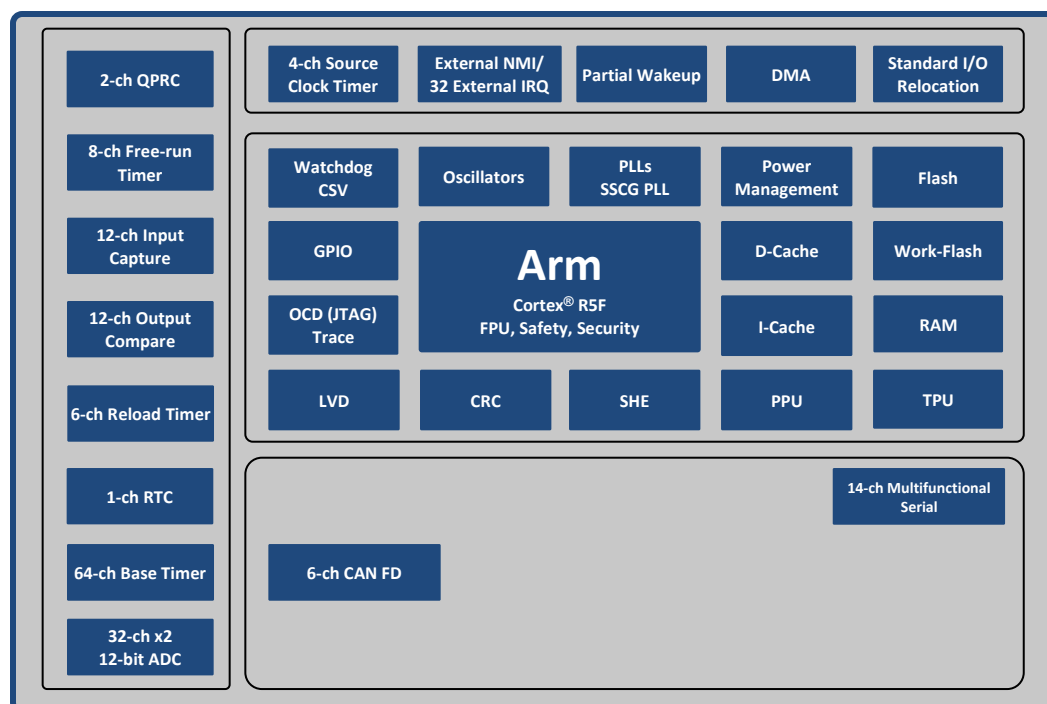 2-ch QPRC
8-ch Free-run
Timer
12-ch Input
Capture
12-ch Output
Compare
6-ch Reload Timer
1-ch RTC
64-ch Base Timer
32-ch x2
12-bit ADC
4-ch Source
Clock Timer
External NMI/
32 External IRQ
Partial Wakeup
DMA
Standard I/O
Relocation
Watchdog
CSV
Oscillators
PLLs
SSCG PLL
Power
Management
Flash
GPIO
Arm
Cortex® R5F
FPU, Safety, Security
D-Cache
Work-Flash
OCD (JTAG)
Trace
I-Cache
RAM
LVD
CRC
SHE
PPU
TPU
14-ch Multifunctional
Serial
6-ch CAN FD